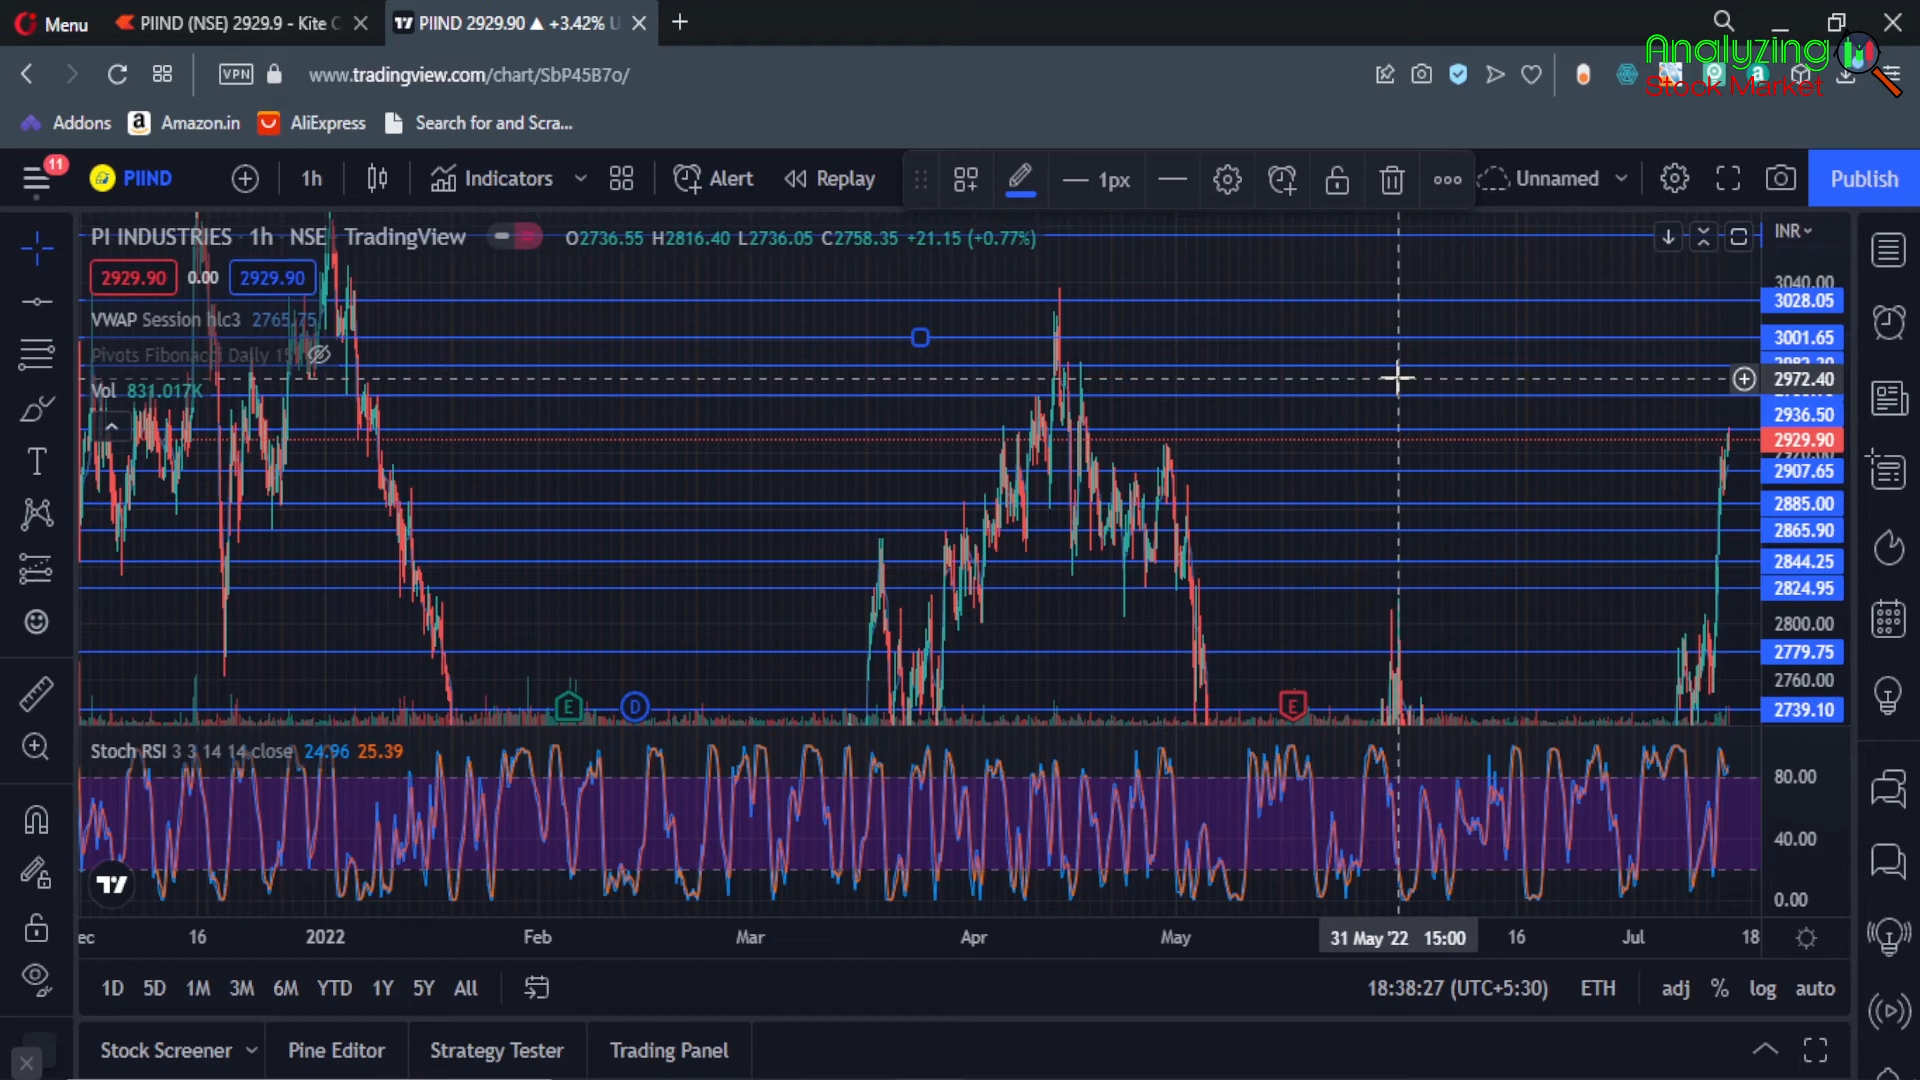 Menu
PIIND (NSE) 2929.9 - Kite C
PIIND 2929.90 ▲ +3.42% U
Analyzing
Stock Market
VPN
www.tradingview.com/chart/SbP45B7o/
Addons
Amazon.in
AliExpress
Search for and Scra...
11
PIIND
1h
Indicators
Alert
Replay
1px
Unnamed
Publish
PI INDUSTRIES · 1h · NSE TradingView
O2736.55 H2816.40 L2736.05 C2758.35 +21.15 (+0.77%)
INR
2929.90 0.00 2929.90
VWAP Session hlc3 2765.75
Pivots Fibonacci Daily 15
Vol 831.017K
3040.00
3028.05
3001.65
2972.40
2936.50
2929.90
2907.65
2885.00
2865.90
2844.25
2824.95
2800.00
2779.75
2760.00
2739.10
E
D
E
Stoch RSI 3 3 14 14 close 24.96 25.39
80.00
40.00
0.00
ec
16
2022
Feb
Mar
Apr
May
31 May '22 15:00
16
Jul
18
1D 5D 1M 3M 6M YTD 1Y 5Y All
18:38:27 (UTC+5:30)
ETH
adj % log auto
Stock Screener
Pine Editor
Strategy Tester
Trading Panel